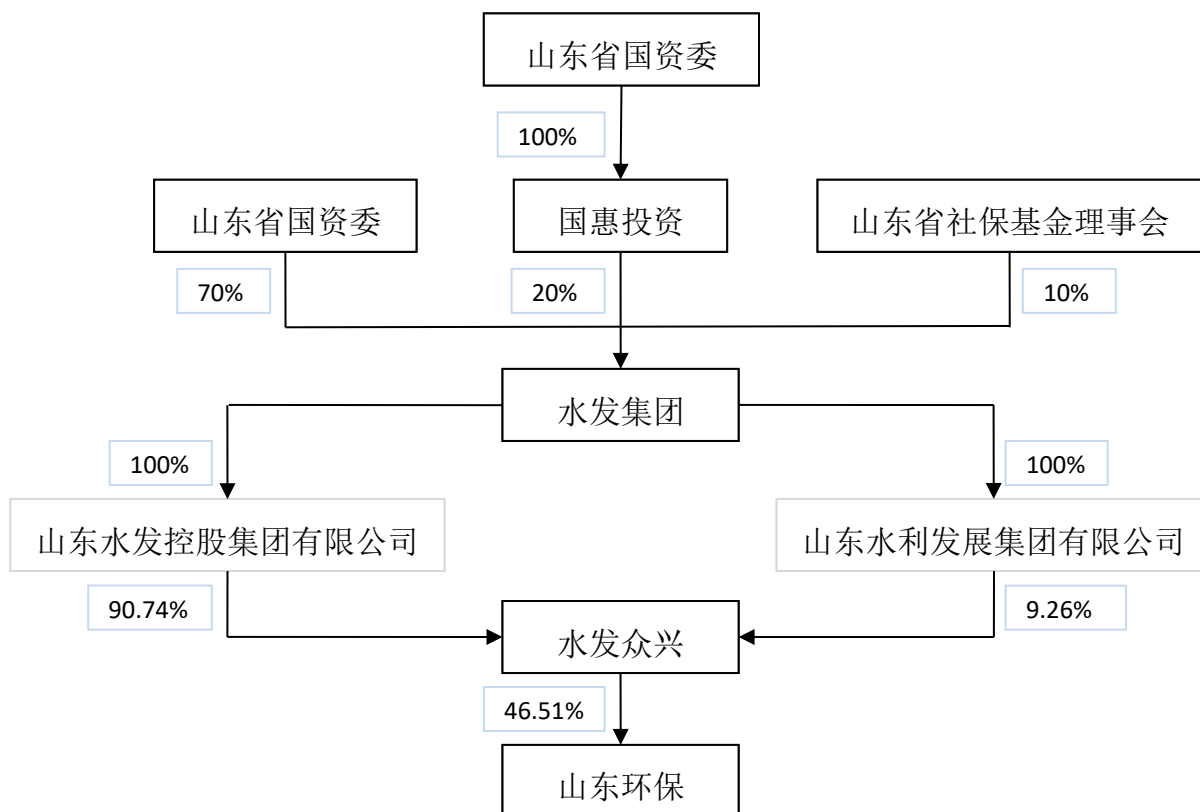 山东省国资委
100%
山东省国资委
国惠投资
山东省社保基金理事会
70%
20%
10%
水发集团
100%
100%
山东水发控股集团有限公司
山东水利发展集团有限公司
90.74%
9.26%
水发众兴
46.51%
山东环保